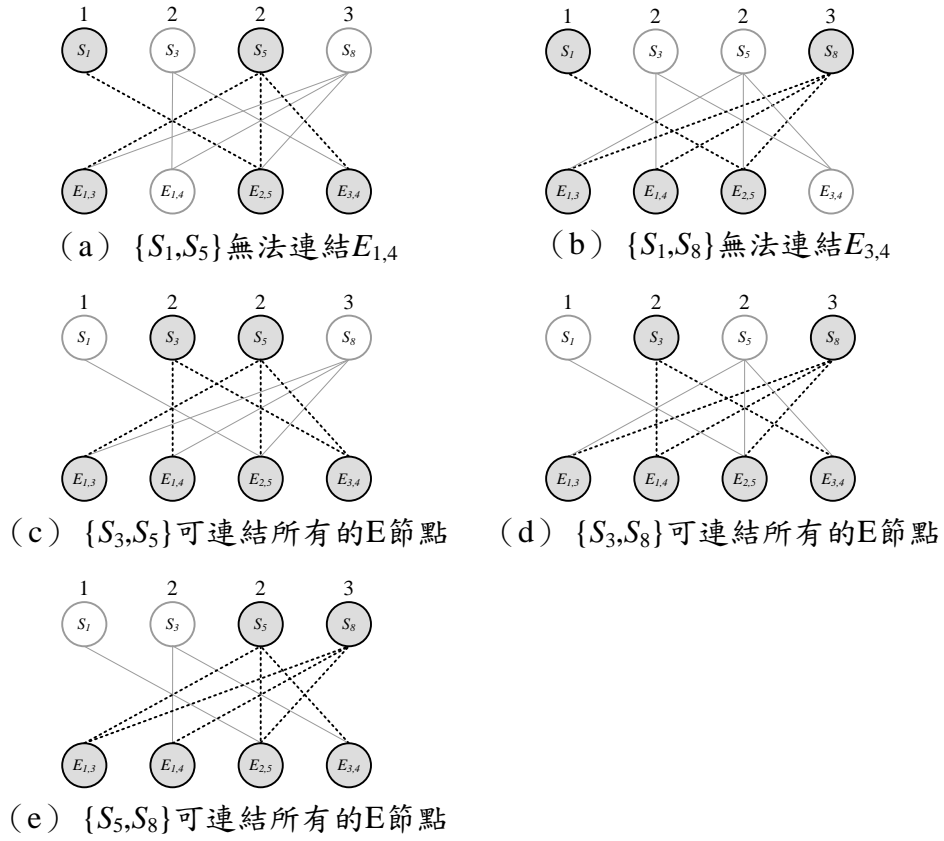 1 2 2 3
S1 S3 S5 S8
E1,3 E1,4 E2,5 E3,4
(a) {S1,S5}無法連結E1,4
1 2 2 3
S1 S3 S5 S8
E1,3 E1,4 E2,5 E3,4
(b) {S1,S8}無法連結E3,4
1 2 2 3
S1 S3 S5 S8
E1,3 E1,4 E2,5 E3,4
(c) {S3,S5}可連結所有的E節點
1 2 2 3
S1 S3 S5 S8
E1,3 E1,4 E2,5 E3,4
(d) {S3,S8}可連結所有的E節點
1 2 2 3
S1 S3 S5 S8
E1,3 E1,4 E2,5 E3,4
(e) {S5,S8}可連結所有的E節點